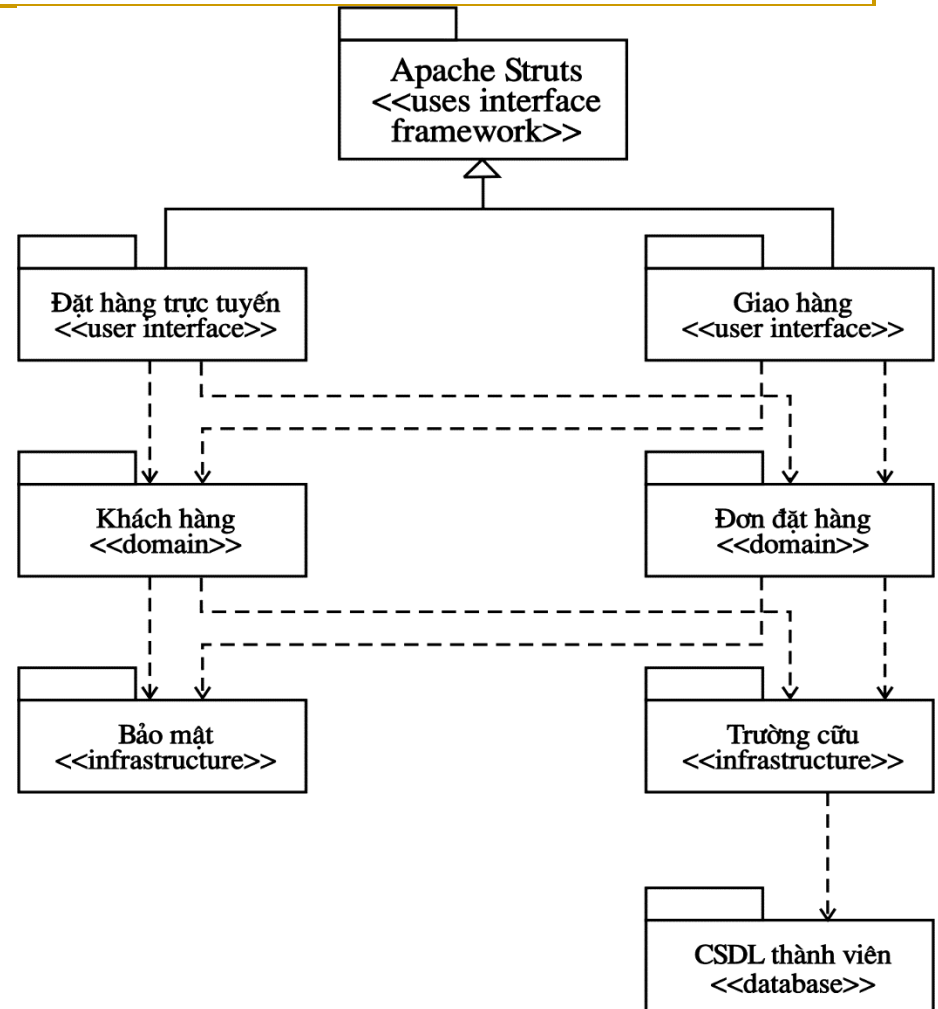 Apache Struts
<<uses interface
framework>>
Đặt hàng trực tuyến
<<user interface>>
Giao hàng
<<user interface>>
Khách hàng
<<domain>>
Đơn đặt hàng
<<domain>>
Bảo mật
<<infrastructure>>
Trường cữu
<<infrastructure>>
CSDL thành viên
<<database>>